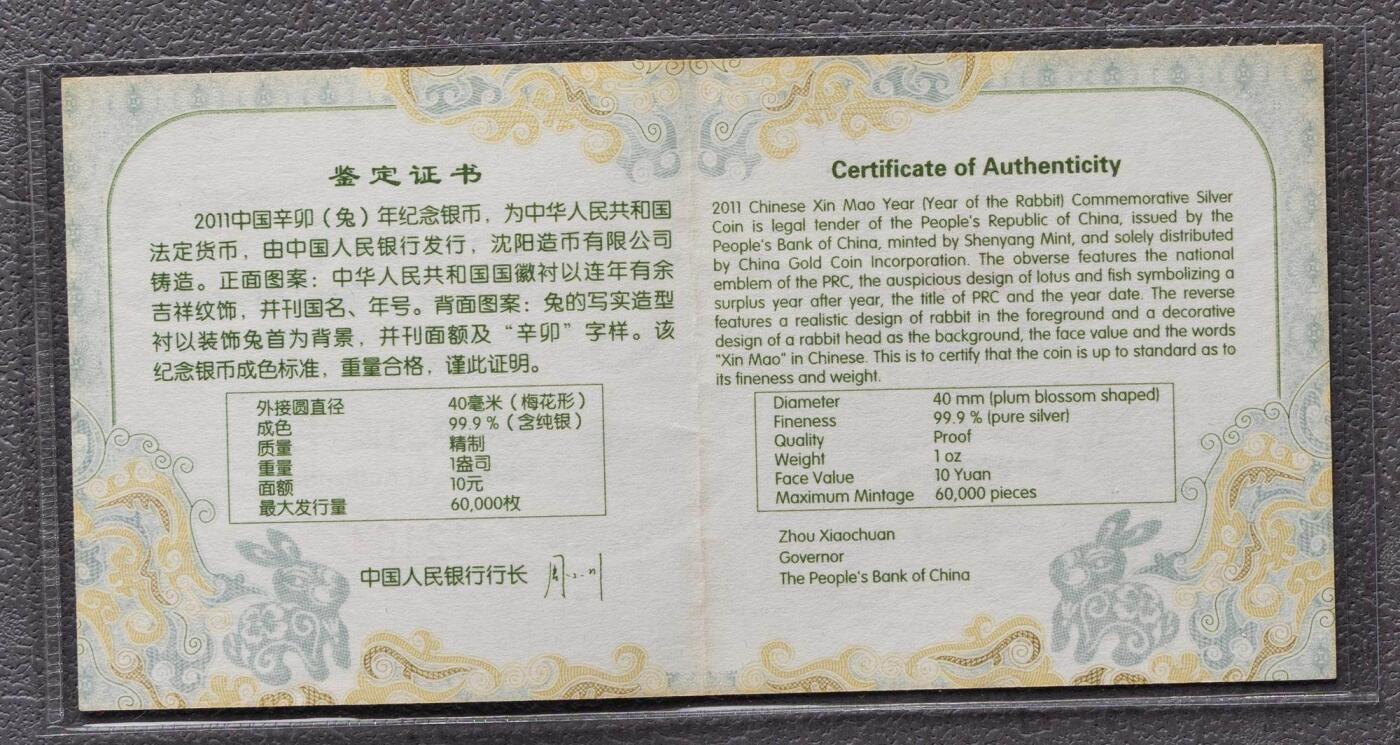 鉴定证书
2011中国辛卯（兔）年纪念银币，为中华人民共和国
法定货币，由中国人民银行发行，沈阳造币有限公司
铸造。正面图案：中华人民共和国国徽衬以连年有余
吉祥纹饰，并刊国名、年号。背面图案：兔的写实造型
衬以装饰兔首为背景，并刊面额及“辛卯”字样。该
纪念银币成色标准，重量合格，谨此证明。
外接圆直径 40毫米（梅花形）
成色 99.9％（含纯银）
质量 精制
重量 1盎司
面额 10元
最大发行量 60,000枚
中国人民银行行长
Certificate of Authenticity
2011 Chinese Xin Mao Year (Year of the Rabbit) Commemorative Silver
Coin is legal tender of the People's Republic of China, issued by the
People's Bank of China, minted by Shenyang Mint, and solely distributed
by China Gold Coin Incorporation. The obverse features the national
emblem of the PRC, the auspicious design of lotus and fish symbolizing a
surplus year after year, the title of PRC and the year date. The reverse
features a realistic design of rabbit in the foreground and a decorative
design of a rabbit head as the background, the face value and the words
"Xin Mao" in Chinese. This is to certify that the coin is up to standard as to
its fineness and weight.
Diameter 40 mm (plum blossom shaped)
Fineness 99.9 % (pure silver)
Quality Proof
Weight 1 oz
Face Value 10 Yuan
Maximum Mintage 60,000 pieces
Zhou Xiaochuan
Governor
The People's Bank of China